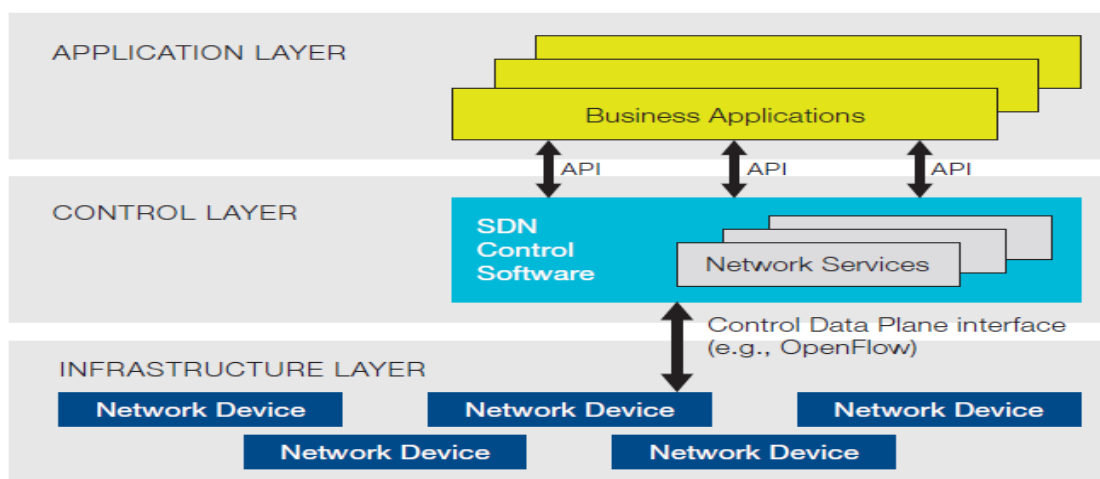 APPLICATION LAYER
Business Applications
API API API
CONTROL LAYER
SDN
Control
Software
Network Services
Control Data Plane interface
(e.g., OpenFlow)
INFRASTRUCTURE LAYER
Network Device Network Device Network Device
Network Device Network Device